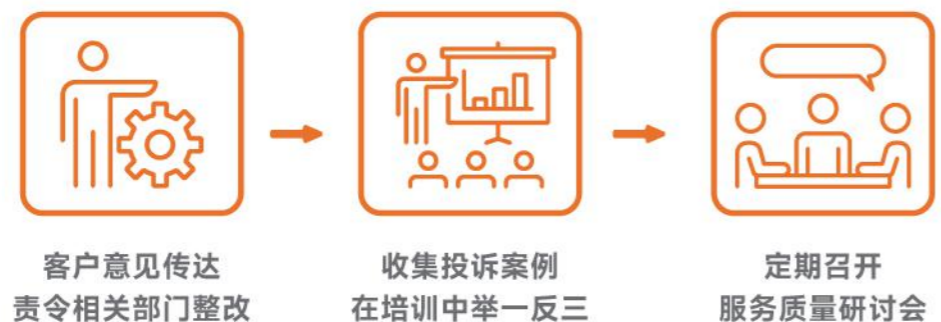 客户意见传达
责令相关部门整改
收集投诉案例
在培训中举一反三
定期召开
服务质量研讨会